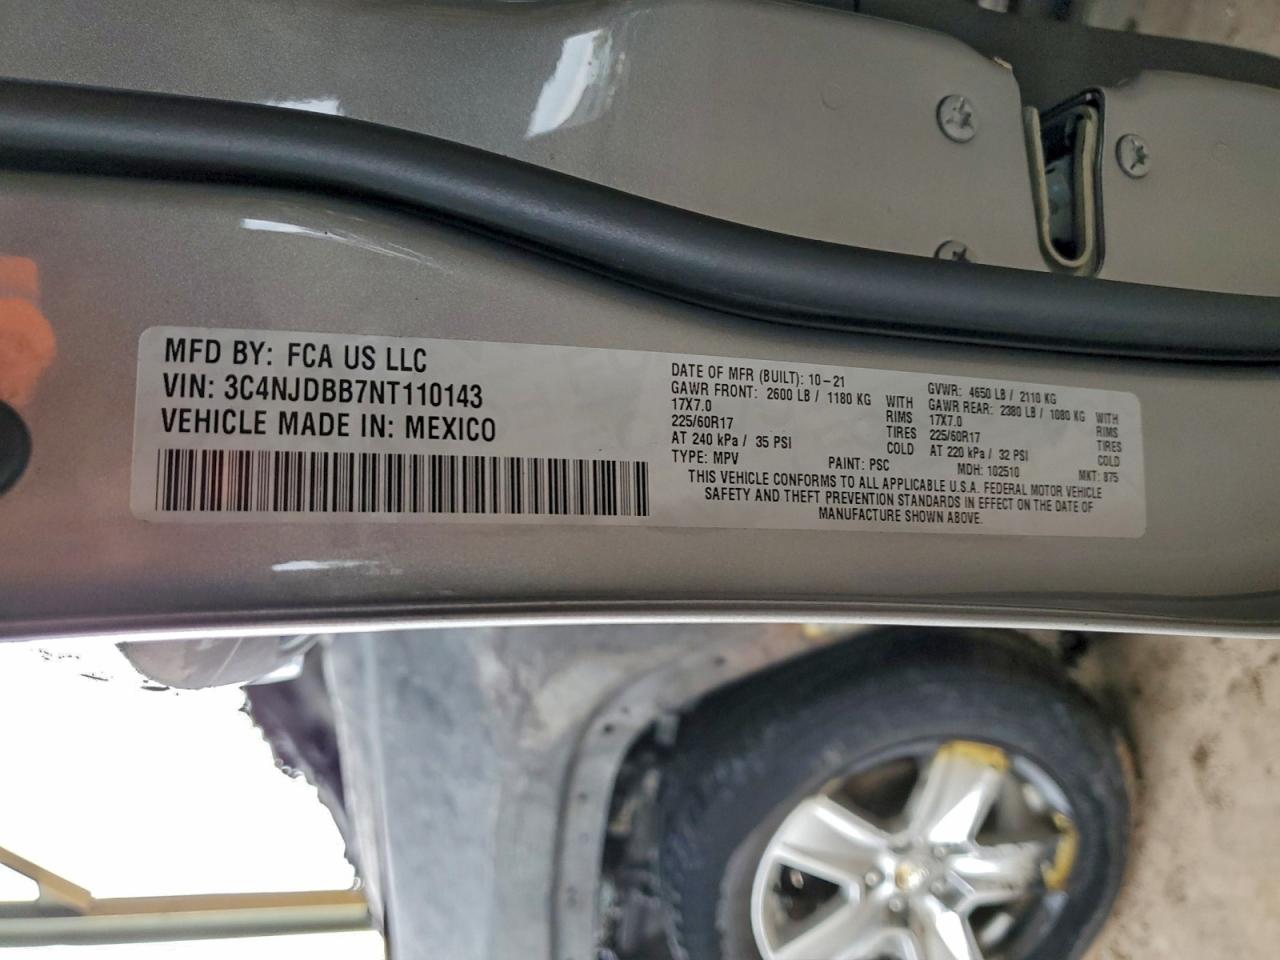 MFD BY: FCA US LLC
VIN: 3C4NJDBB7NT110143
VEHICLE MADE IN: MEXICO
DATE OF MFR (BUILT): 10-21 GVWR: 4650 LB / 2110 KG
GAWR FRONT: 2600 LB / 1180 KG WITH GAWR REAR: 2380 LB / 1080 KG WITH
17X7.0 RIMS 17X7.0 RIMS
225/60R17 TIRES 225/60R17 TIRES
AT 240 kPa / 35 PSI COLD AT 220 kPa / 32 PSI COLD
TYPE: MPV PAINT: PSC MDH: 102510 MKT: 875
THIS VEHICLE CONFORMS TO ALL APPLICABLE U.S.A. FEDERAL MOTOR VEHICLE
SAFETY AND THEFT PREVENTION STANDARDS IN EFFECT ON THE DATE OF
MANUFACTURE SHOWN ABOVE.